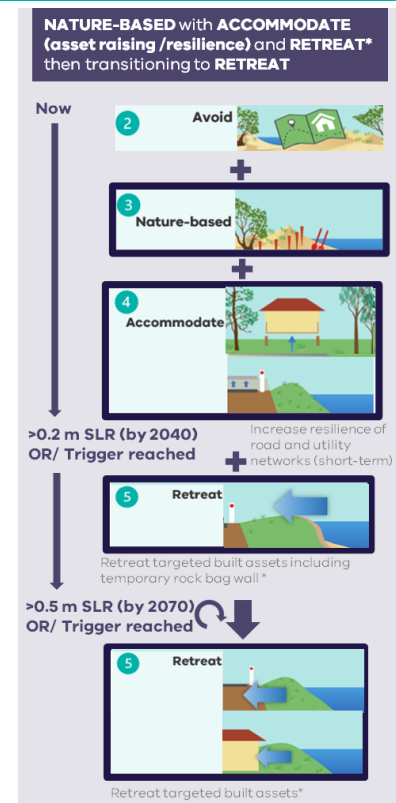 NATURE-BASED with ACCOMMODATE
(asset raising /resilience) and RETREAT*
then transitioning to RETREAT
Now
2
Avoid
3
Nature-based
4
Accommodate
>0.2 m SLR (by 2040)
OR/ Trigger reached
Increase resilience of
road and utility
networks (short-term)
5
Retreat
Retreat targeted built assets including
temporary rock bag wall *
>0.5 m SLR (by 2070)
OR/ Trigger reached
5
Retreat
Retreat targeted built assets*